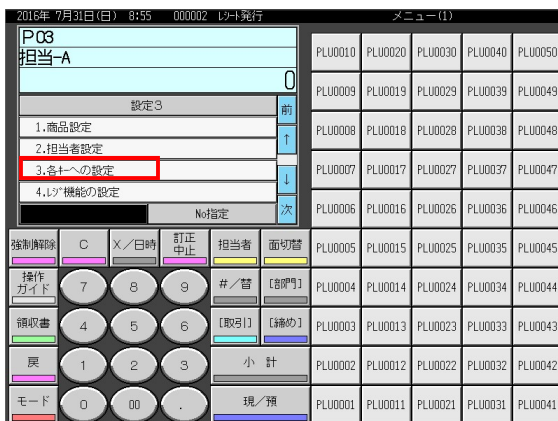 2016年 7月31日(日) 8:55 000002 レシート発行 メニュー(1)
P03
担当-A
0
設定3
前
1.商品設定
↑
2.担当者設定
3.各キーへの設定
↓
4.レジ機能の設定
No指定
次
強制解除 C X/日時 訂正中止 担当者 面切替
操作ガイド 7 8 9 #/替 [部門]
領収書 4 5 6 [取引] [締め]
戻 1 2 3 小 計
モード 0 00 . 現/預
PLU0010 PLU0020 PLU0030 PLU0040 PLU0050
PLU0009 PLU0019 PLU0029 PLU0039 PLU0049
PLU0008 PLU0018 PLU0028 PLU0038 PLU0048
PLU0007 PLU0017 PLU0027 PLU0037 PLU0047
PLU0006 PLU0016 PLU0026 PLU0036 PLU0046
PLU0005 PLU0015 PLU0025 PLU0035 PLU0045
PLU0004 PLU0014 PLU0024 PLU0034 PLU0044
PLU0003 PLU0013 PLU0023 PLU0033 PLU0043
PLU0002 PLU0012 PLU0022 PLU0032 PLU0042
PLU0001 PLU0011 PLU0021 PLU0031 PLU0041